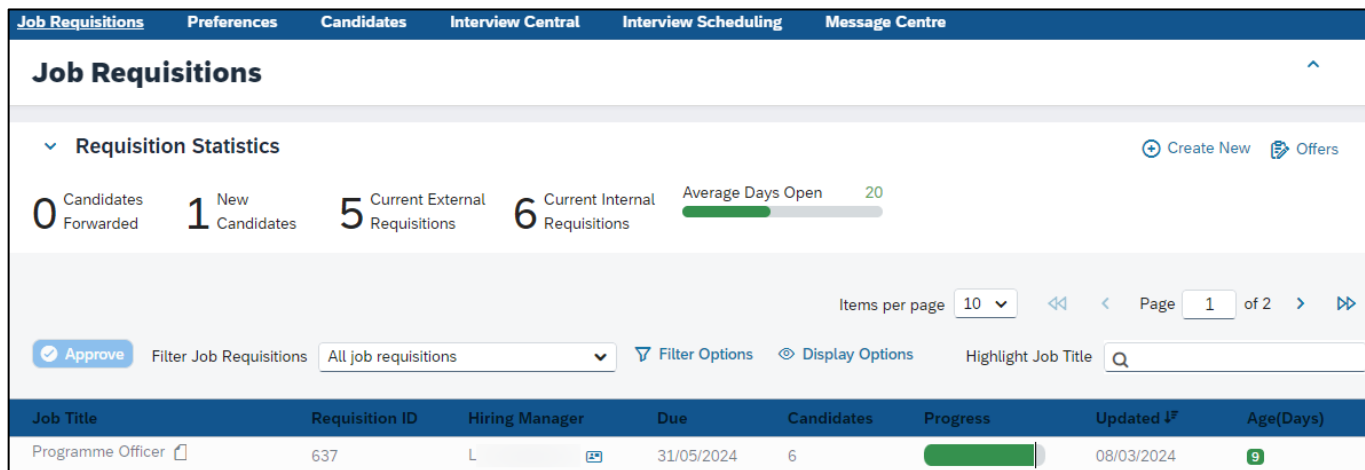 Job Requisitions Preferences Candidates Interview Central Interview Scheduling Message Centre
Job Requisitions
Requisition Statistics Create New Offers
0 Candidates Forwarded 1 New Candidates 5 Current External Requisitions 6 Current Internal Requisitions Average Days Open 20
Items per page 10 Page 1 of 2
Approve Filter Job Requisitions All job requisitions Filter Options Display Options Highlight Job Title
Job Title Requisition ID Hiring Manager Due Candidates Progress Updated Age(Days)
Programme Officer 637 L 31/05/2024 6 08/03/2024 9